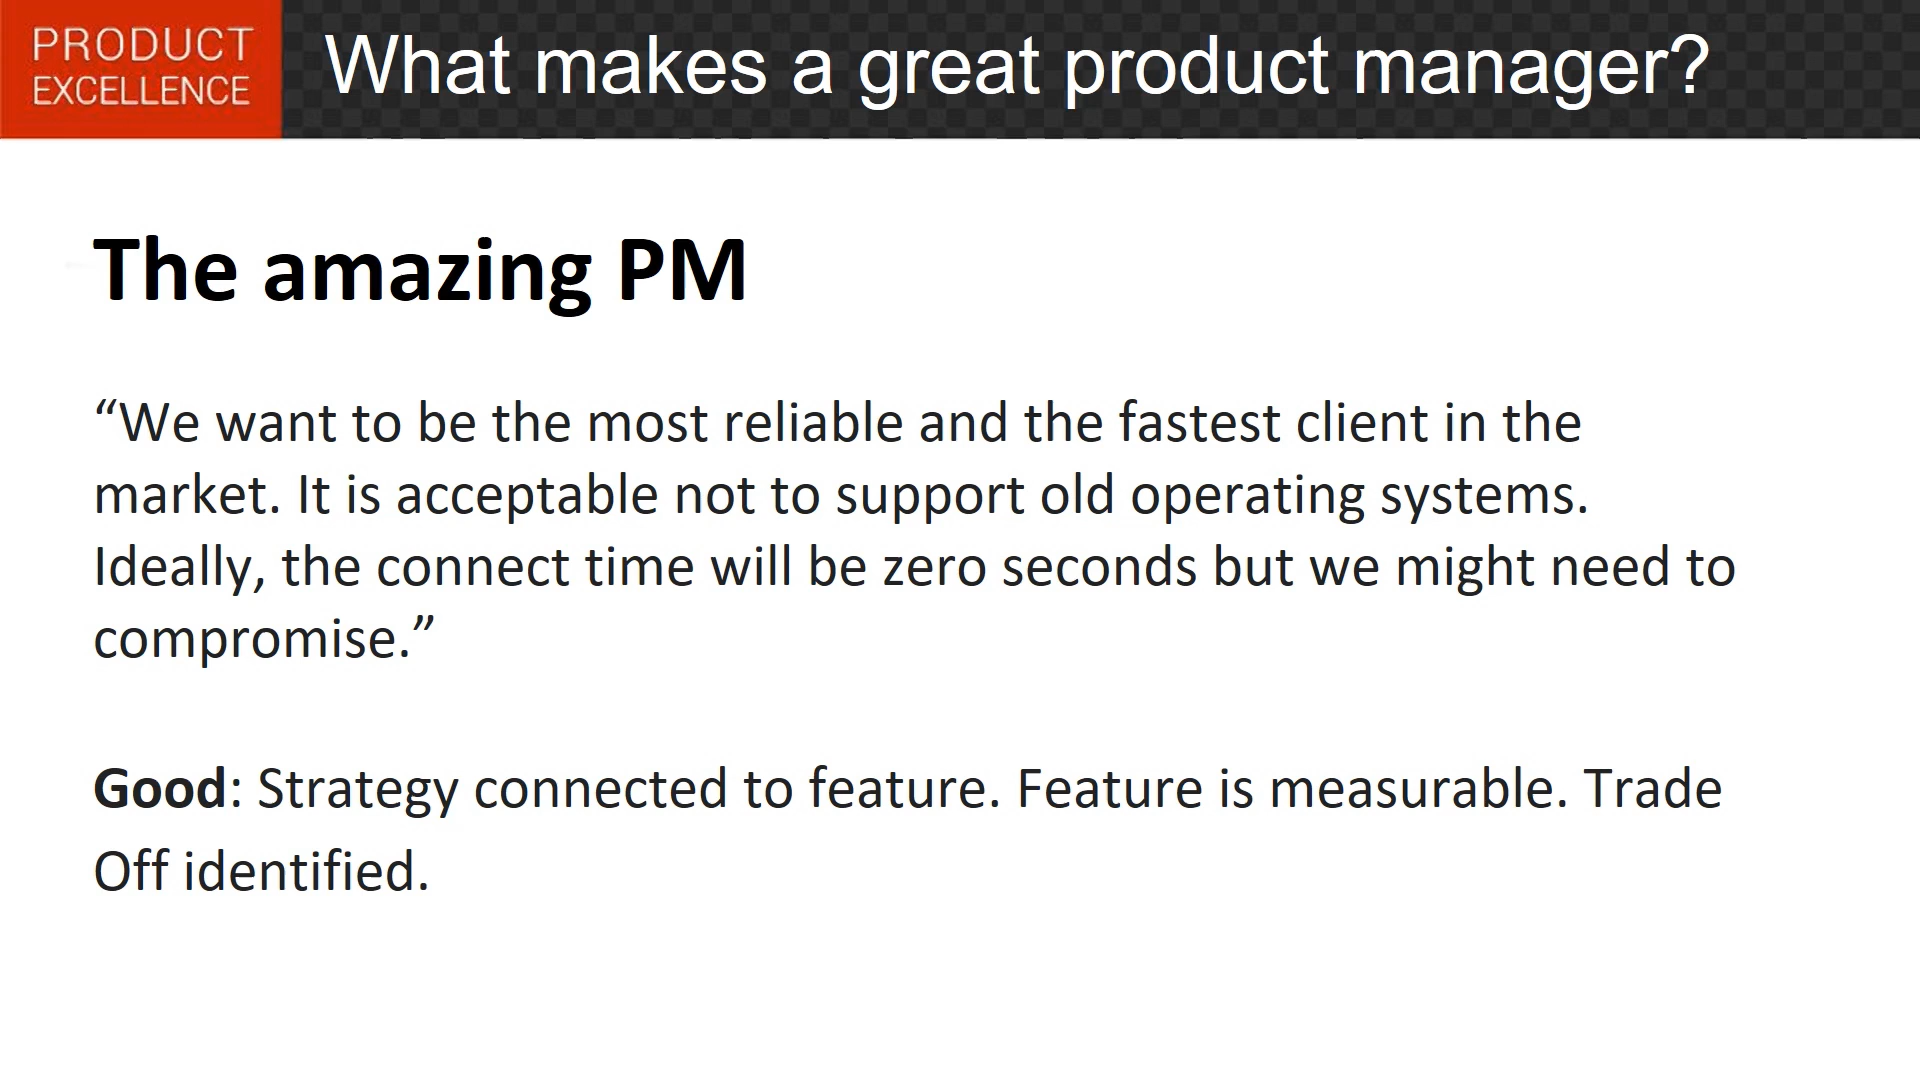 PRODUCT
EXCELLENCE
What makes a great product manager?
The amazing PM
“We want to be the most reliable and the fastest client in the
market. It is acceptable not to support old operating systems.
Ideally, the connect time will be zero seconds but we might need to
compromise.”
Good: Strategy connected to feature. Feature is measurable. Trade
Off identified.